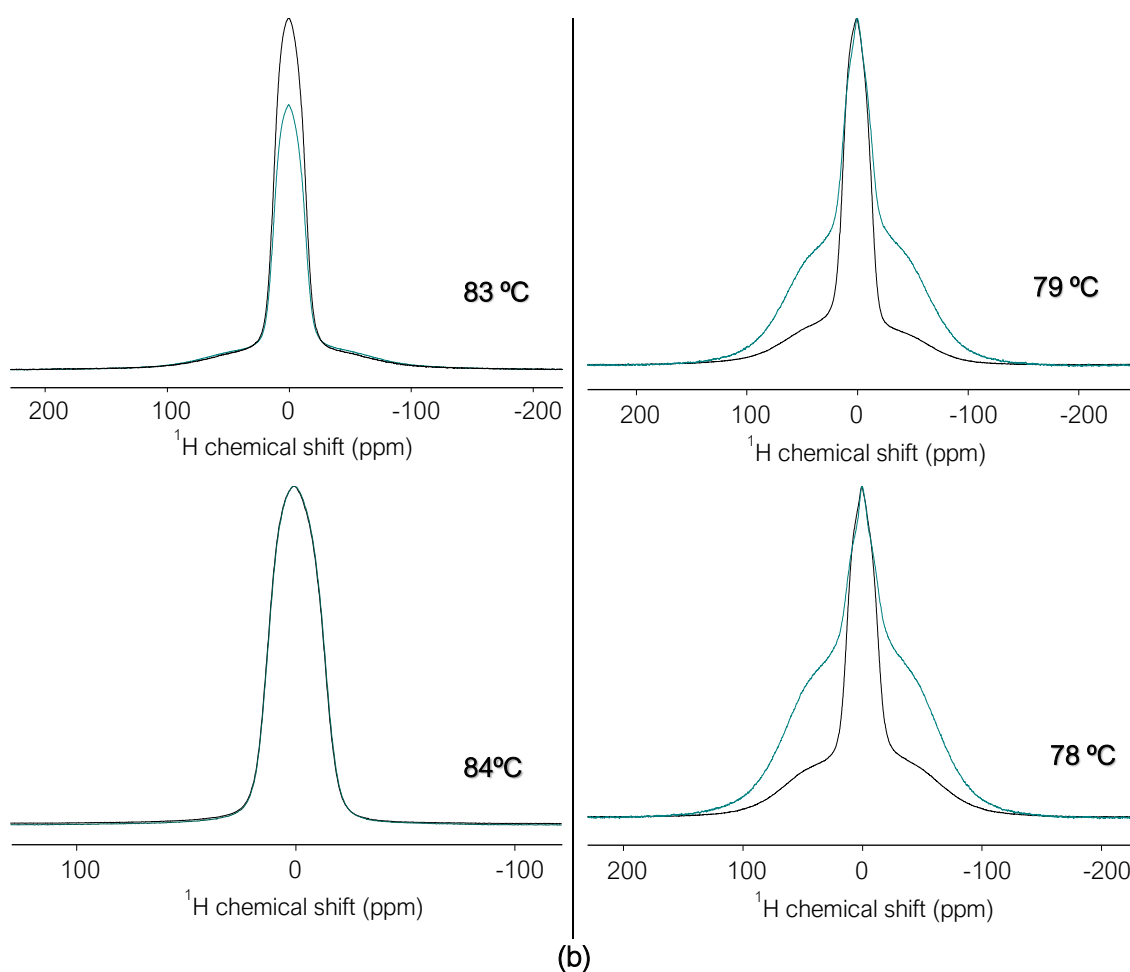 83 ºC
200 100 0 -100 -200
¹H chemical shift (ppm)
84ºC
100 0 -100
¹H chemical shift (ppm)
79 ºC
200 100 0 -100 -200
¹H chemical shift (ppm)
78 ºC
200 100 0 -100 -200
¹H chemical shift (ppm)
(b)